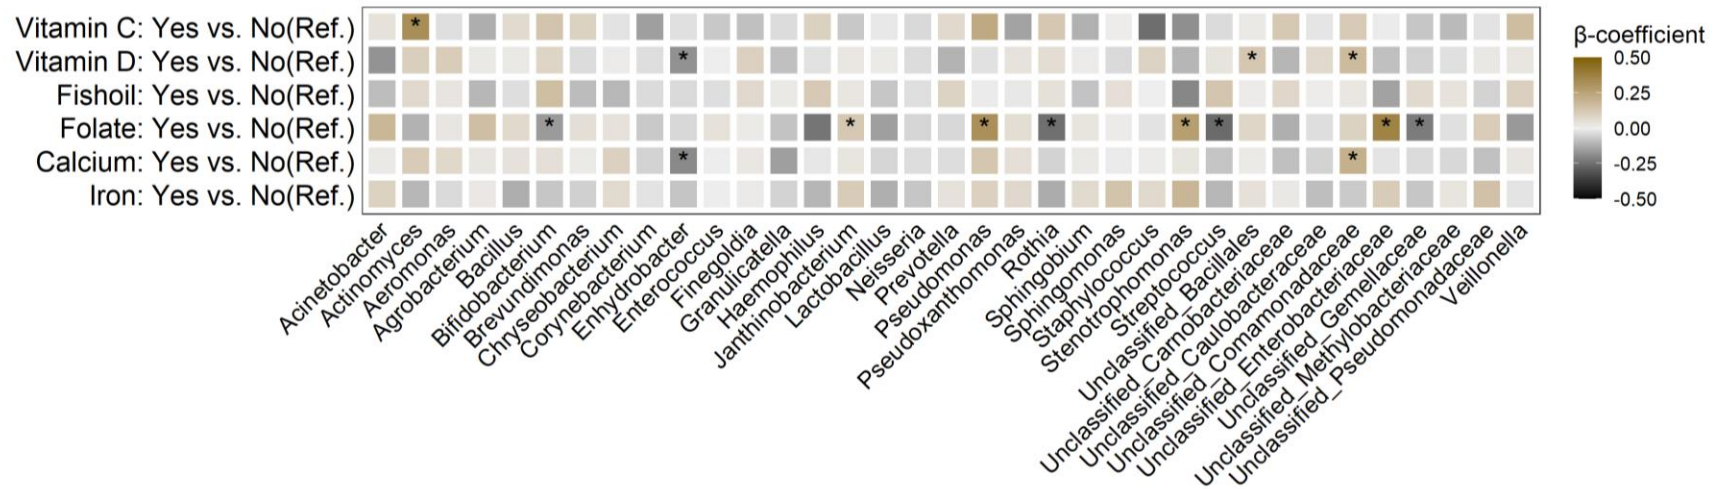 Vitamin C: Yes vs. No(Ref.)
Vitamin D: Yes vs. No(Ref.)
Fishoil: Yes vs. No(Ref.)
Folate: Yes vs. No(Ref.)
Calcium: Yes vs. No(Ref.)
Iron: Yes vs. No(Ref.)
*
* * *
* * * * * * * *
* *
β-coefficient
0.50
0.25
0.00
-0.25
-0.50
Acinetobacter
Actinomyces
Aeromonas
Agrobacterium
Bacillus
Bifidobacterium
Brevundimonas
Chryseobacterium
Corynebacterium
Enhydrobacter
Enterococcus
Finegoldia
Granulicatella
Haemophilus
Janthinobacterium
Lactobacillus
Neisseria
Prevotella
Pseudomonas
Pseudoxanthomonas
Rothia
Sphingobium
Sphingomonas
Staphylococcus
Stenotrophomonas
Streptococcus
Unclassified_Bacillales
Unclassified_Carnobacteriaceae
Unclassified_Caulobacteraceae
Unclassified_Comamonadaceae
Unclassified_Enterobacteriaceae
Unclassified_Gemellaceae
Unclassified_Methylobacteriaceae
Unclassified_Pseudomonadaceae
Veillonella